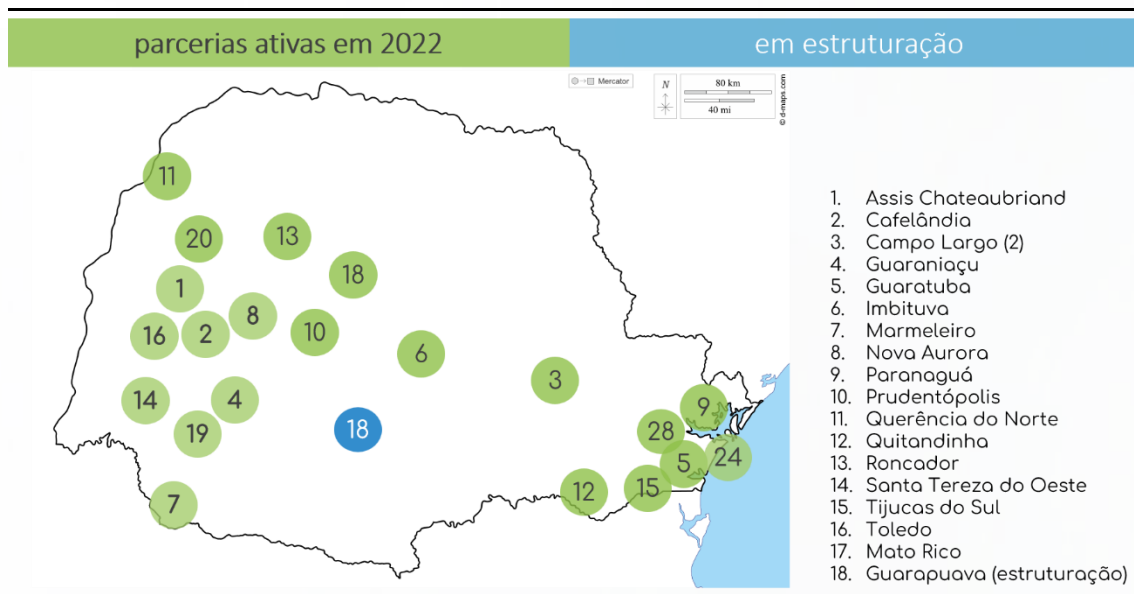 parcerias ativas em 2022
em estruturação
Mercator
N
80 km
40 mi
© d-maps.com
11
20
13
18
1
8
16
2
10
6
3
14
4
19
18
9
28
5
24
7
12
15
1. Assis Chateaubriand
2. Cafelândia
3. Campo Largo (2)
4. Guaraniaçu
5. Guaratuba
6. Imbituva
7. Marmeleiro
8. Nova Aurora
9. Paranaguá
10. Prudentópolis
11. Querência do Norte
12. Quitandinha
13. Roncador
14. Santa Tereza do Oeste
15. Tijucas do Sul
16. Toledo
17. Mato Rico
18. Guarapuava (estruturação)